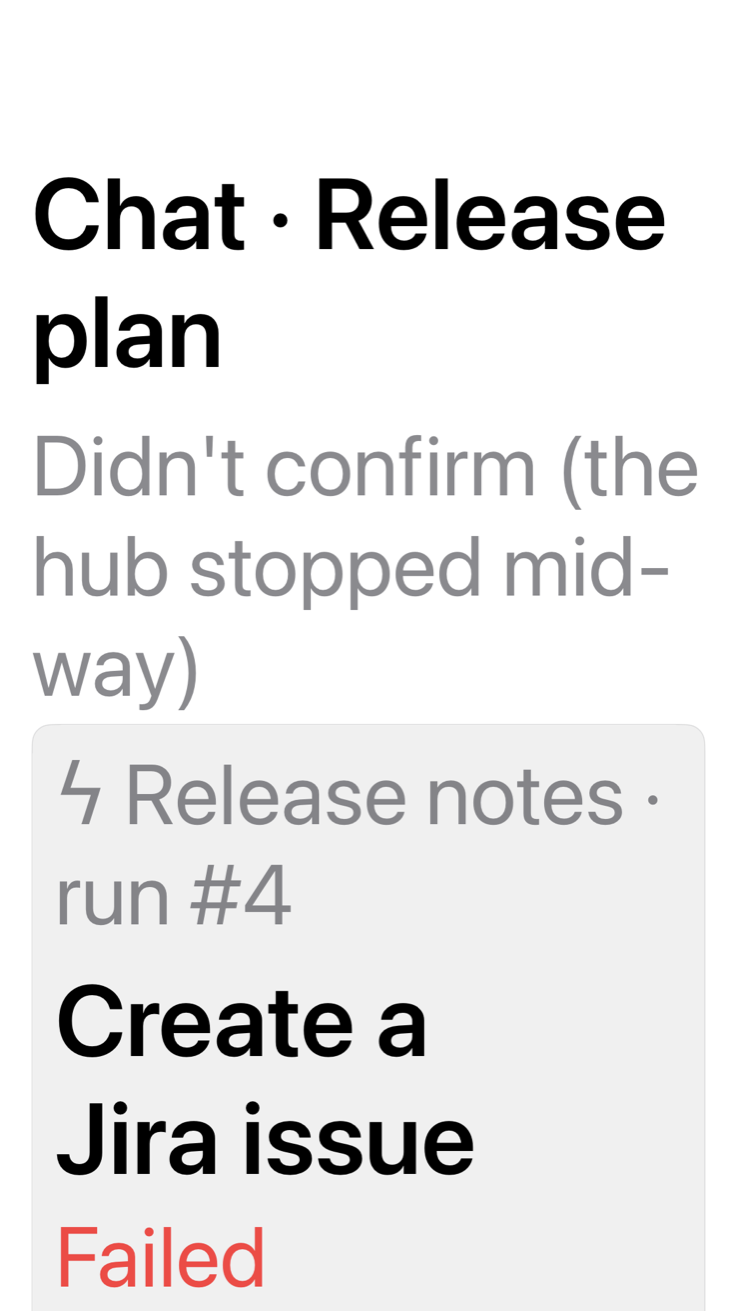 Chat · Release
plan
Didn't confirm (the
hub stopped mid-
way)
ϟ Release notes ·
run #4
Create a
Jira issue
Failed